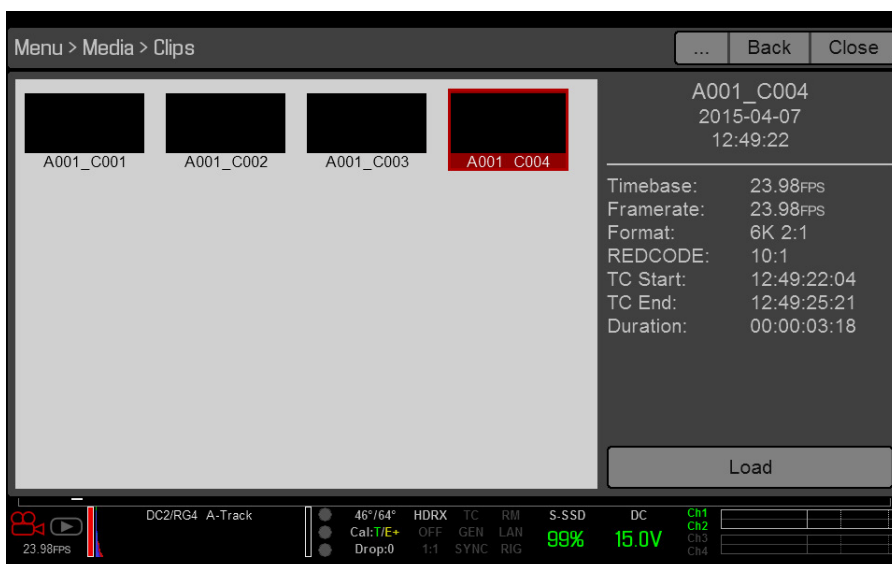 Menu > Media > Clips
... Back Close
A001_C001 A001_C002 A001_C003 A001_C004
A001_C004
2015-04-07
12:49:22
Timebase: 23.98FPS
Framerate: 23.98FPS
Format: 6K 2:1
REDCODE: 10:1
TC Start: 12:49:22:04
TC End: 12:49:25:21
Duration: 00:00:03:18
Load
DC2/RG4 A-Track 46°/64° HDRX TC RM S-SSD DC Ch1
Ch2
Cal:T/E+ OFF GEN LAN 99% 15.0V Ch3
23.98FPS Drop:0 1:1 SYNC RIG Ch4